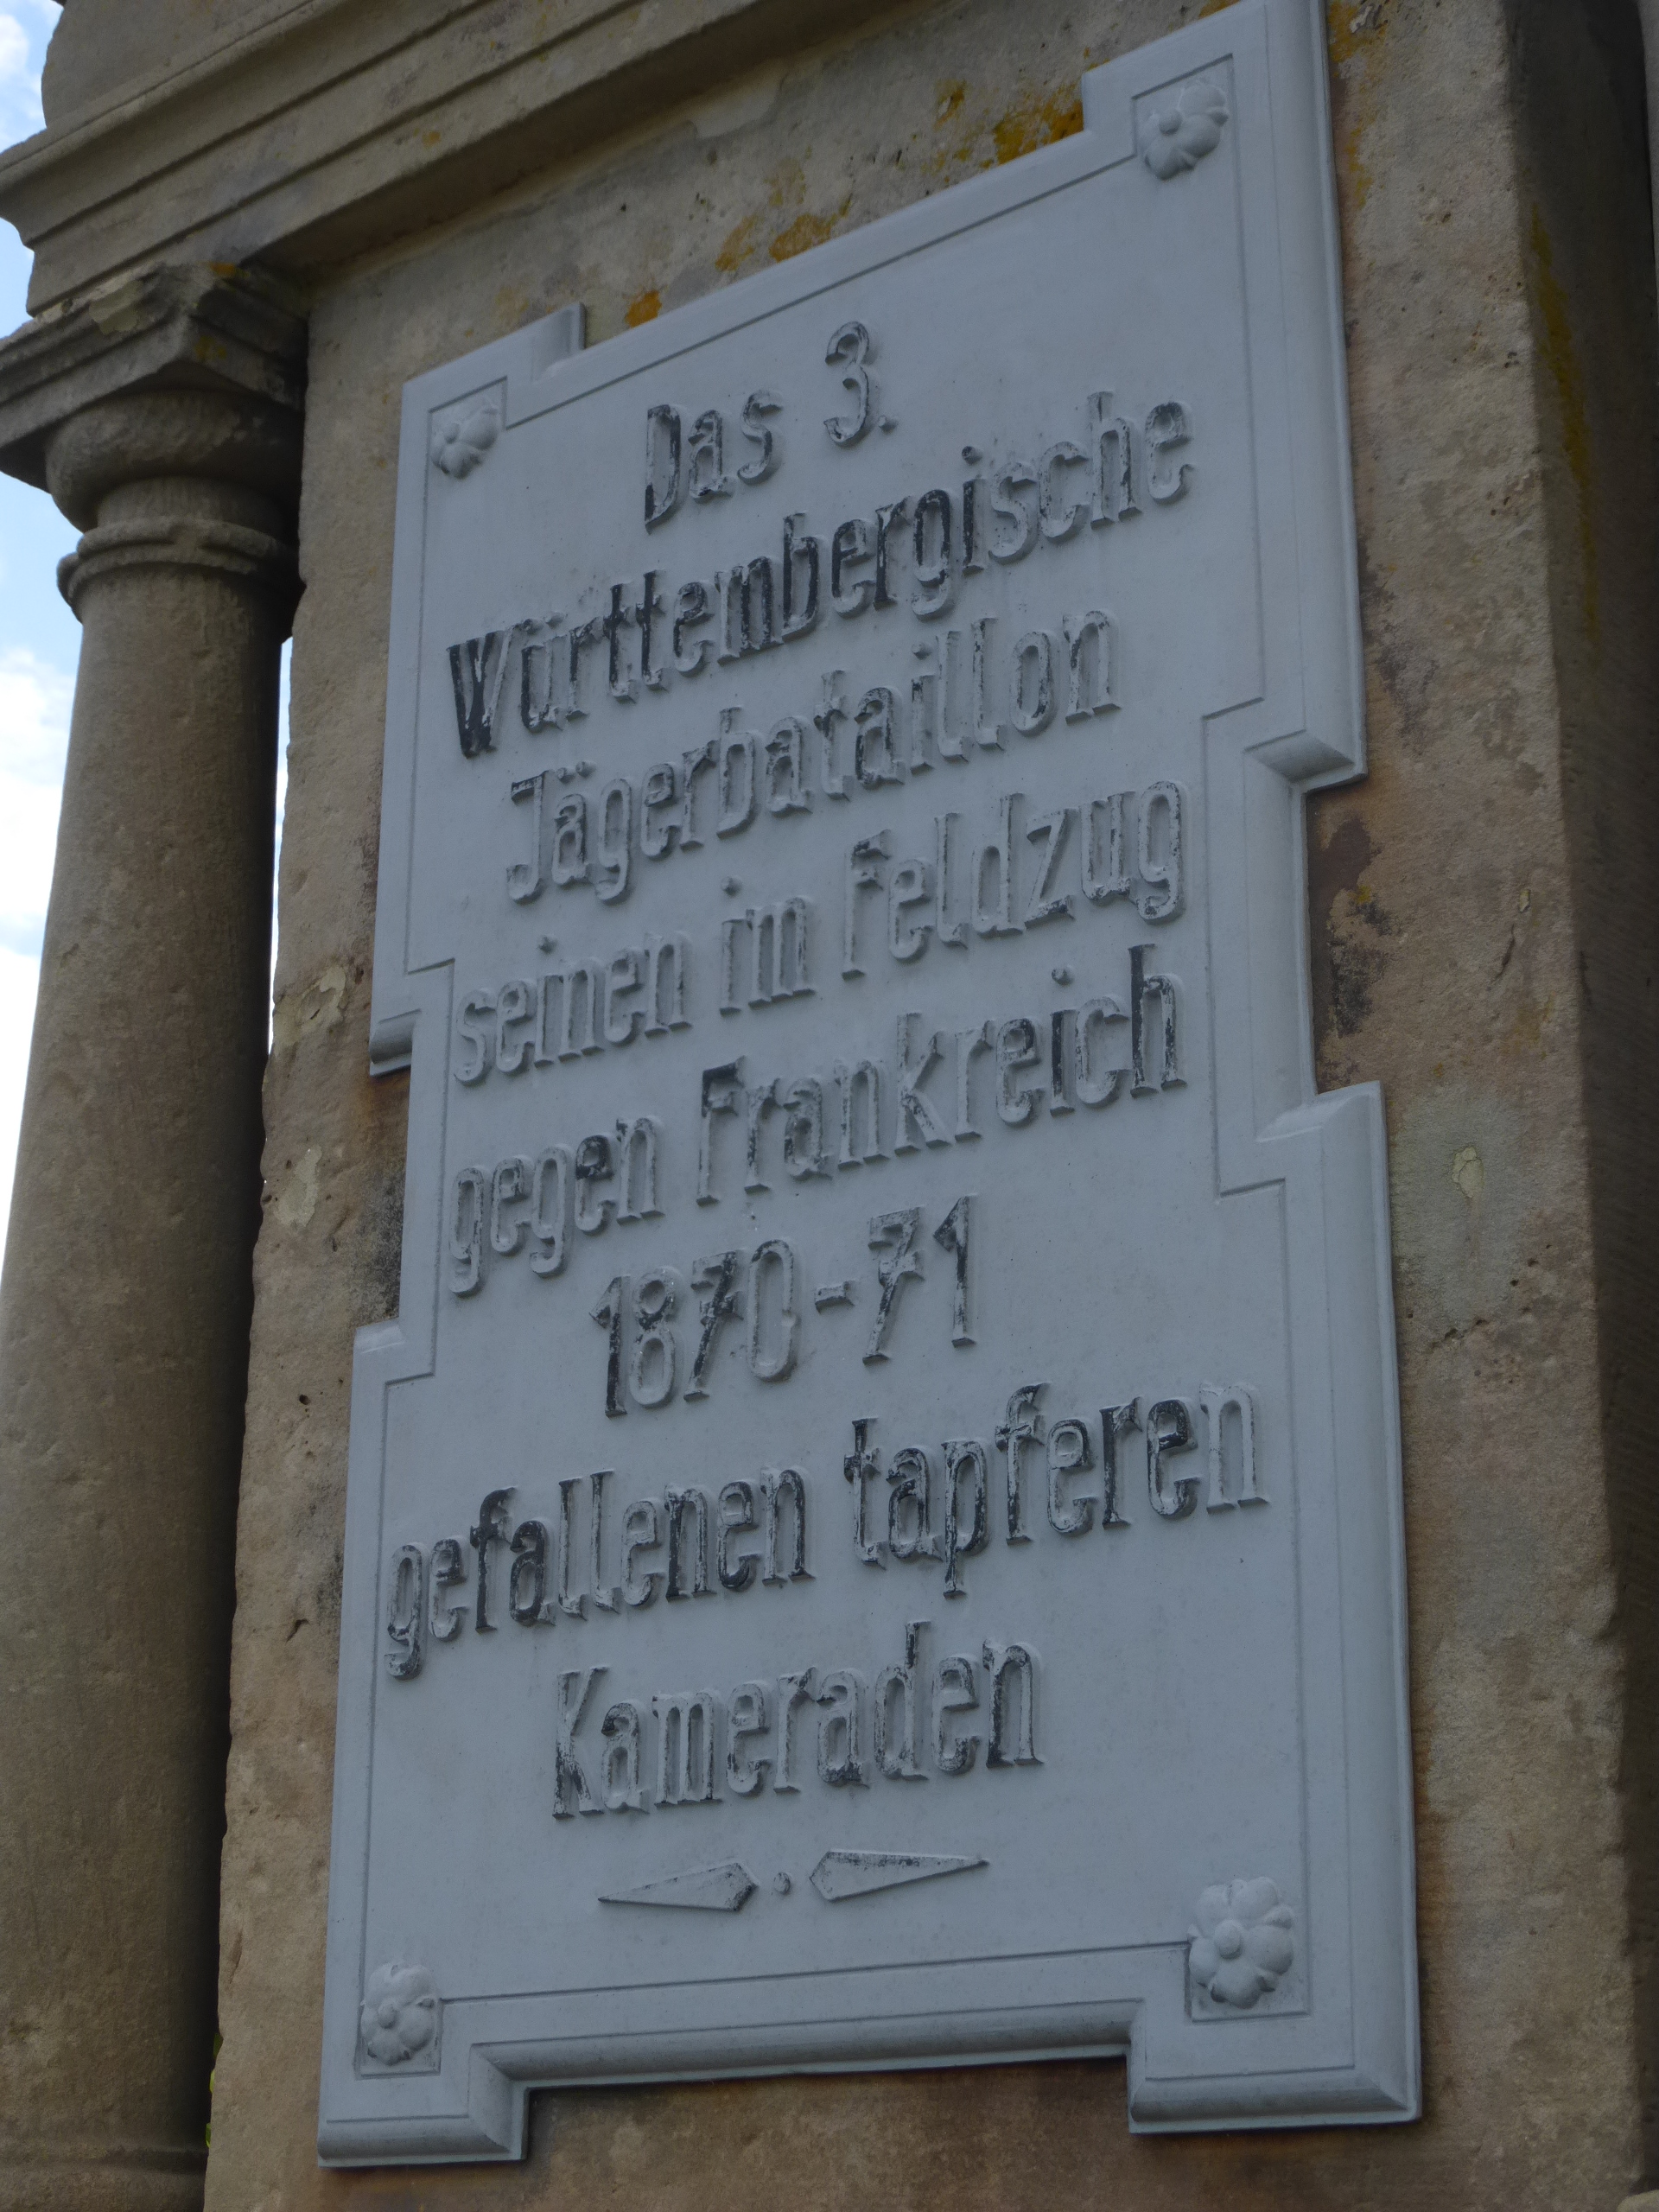 Das 3.
Württembergische
Jägerbataillon
seinen im Feldzug
gegen Frankreich
1870-71
gefallenen tapferen
Kameraden